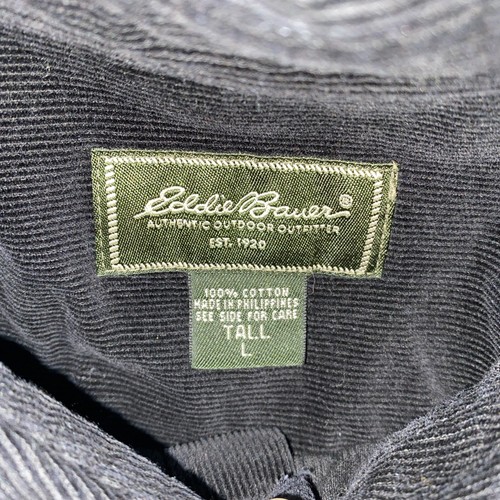 Eddie Bauer®
AUTHENTIC OUTDOOR OUTFITTER
EST. 1920
100% COTTON
MADE IN PHILIPPINES
SEE SIDE FOR CARE
TALL
L